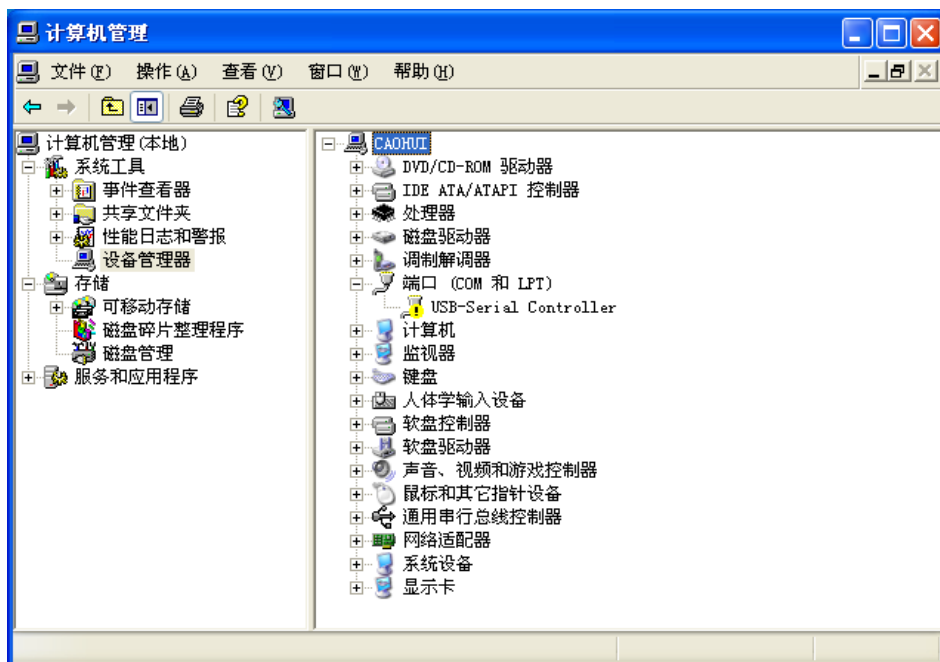 计算机管理
文件(F) 操作(A) 查看(V) 窗口(W) 帮助(H)
计算机管理(本地)
系统工具
事件查看器
共享文件夹
性能日志和警报
设备管理器
存储
可移动存储
磁盘碎片整理程序
磁盘管理
服务和应用程序
CAOHUI
DVD/CD-ROM 驱动器
IDE ATA/ATAPI 控制器
处理器
磁盘驱动器
调制解调器
端口 (COM 和 LPT)
USB-Serial Controller
计算机
监视器
键盘
人体学输入设备
软盘控制器
软盘驱动器
声音、视频和游戏控制器
鼠标和其它指针设备
通用串行总线控制器
网络适配器
系统设备
显示卡